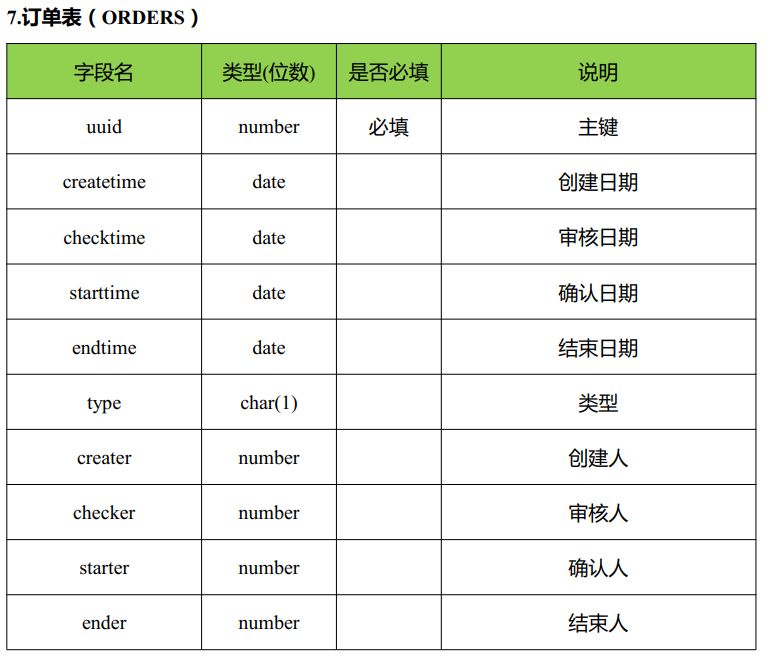 7.订单表（ORDERS）
字段名 类型(位数) 是否必填 说明
uuid number 必填 主键
createtime date 创建日期
checktime date 审核日期
starttime date 确认日期
endtime date 结束日期
type char(1) 类型
creater number 创建人
checker number 审核人
starter number 确认人
ender number 结束人